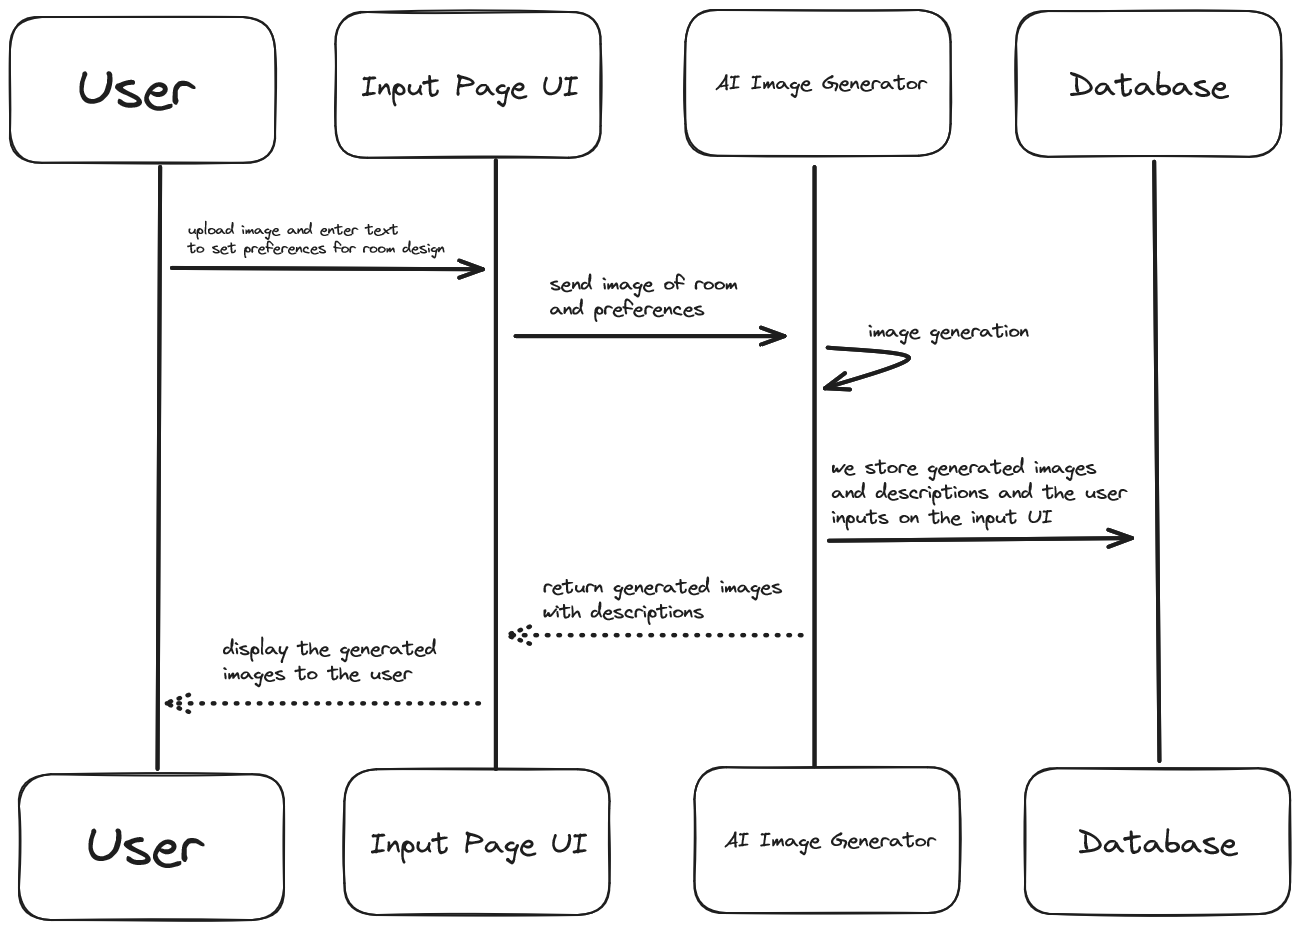 User
Input Page UI
AI Image Generator
Database
upload image and enter text
to set preferences for room design
send image of room
and preferences
image generation
we store generated images
and descriptions and the user
inputs on the input UI
return generated images
with descriptions
display the generated
images to the user
User
Input Page UI
AI Image Generator
Database